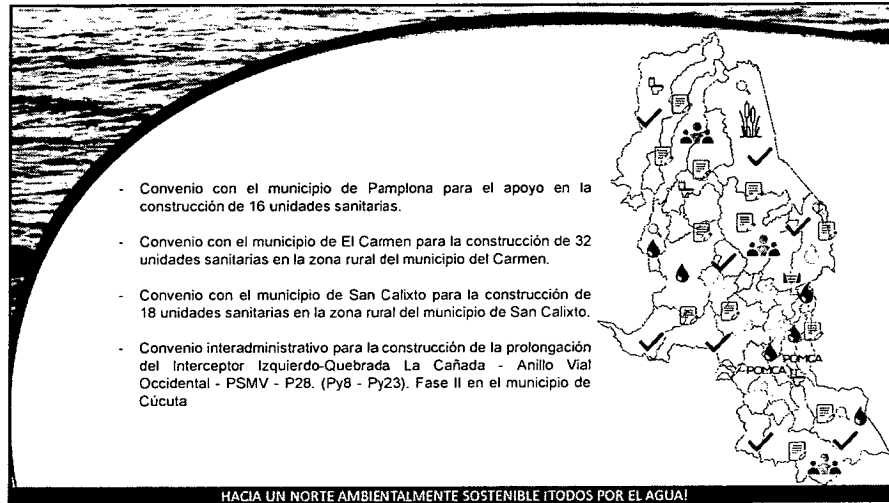 - Convenio con el municipio de Pamplona para el apoyo en la
construcción de 16 unidades sanitarias.
- Convenio con el municipio de El Carmen para la construcción de 32
unidades sanitarias en la zona rural del municipio del Carmen.
- Convenio con el municipio de San Calixto para la construcción de
18 unidades sanitarias en la zona rural del municipio de San Calixto.
- Convenio interadministrativo para la construcción de la prolongación
del Interceptor Izquierdo-Quebrada La Cañada - Anillo Vial
Occidental - PSMV - P28. (Py8 - Py23). Fase II en el municipio de
Cúcuta
POMCA
POMCA
HACIA UN NORTE AMBIENTALMENTE SOSTENIBLE ¡TODOS POR EL AGUA!